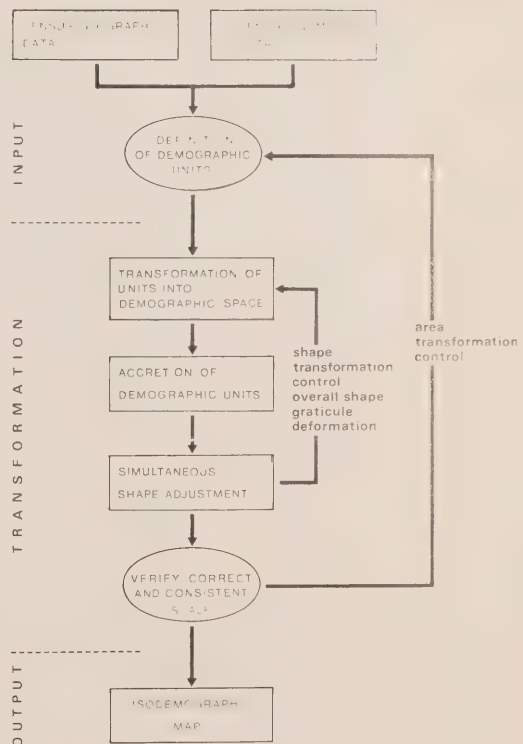 DATA
INPUT
OF DEMOGRAPHIC
UNITS
TRANSFORMATION
TRANSFORMATION OF
UNITS INTO
DEMOGRAPHIC SPACE
ACCRETION OF
DEMOGRAPHIC UNITS
SIMULTANEOUS
SHAPE ADJUSTMENT
shape
transformation
control
overall shape
graticule
deformation
area
transformation
control
VERIFY CORRECT
AND CONSISTENT
OUTPUT
MAP